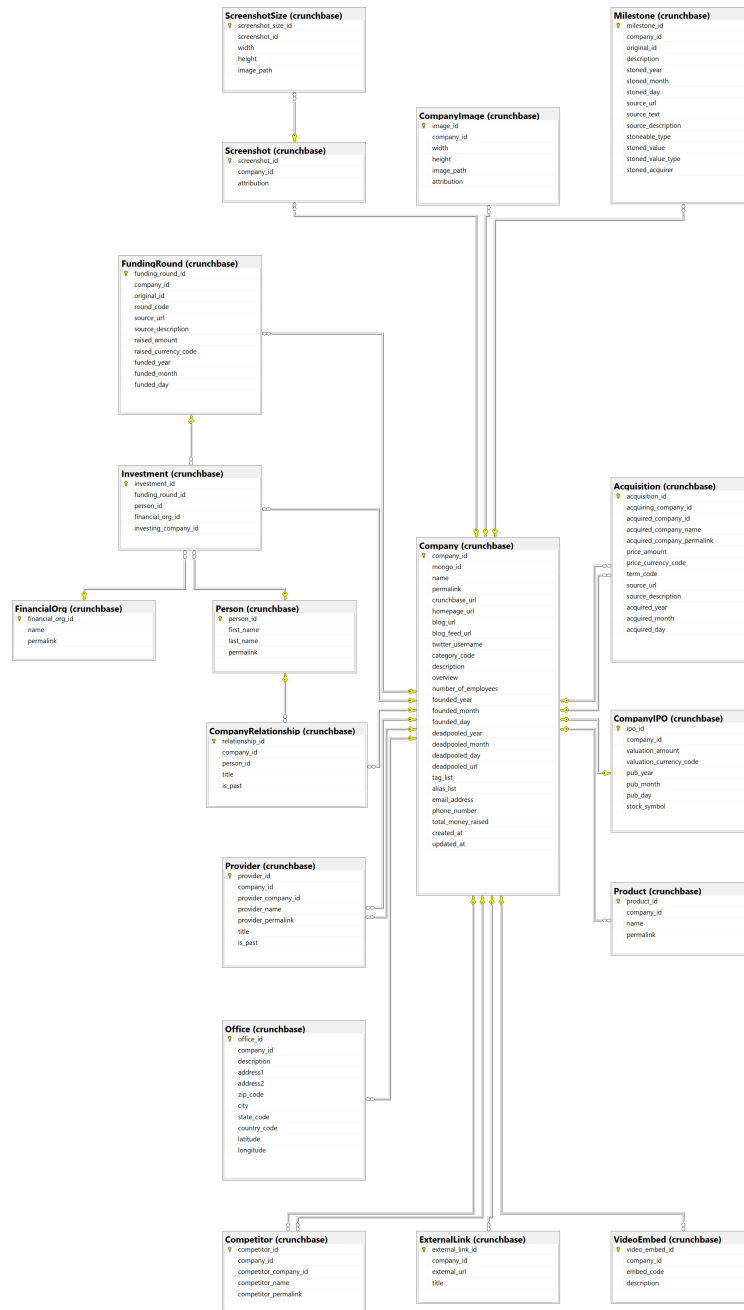 ScreenshotSize (crunchbase)
screenshot_size_id
screenshot_id
width
height
image_path
Milestone (crunchbase)
milestone_id
company_id
original_id
description
stoned_year
stoned_month
stoned_day
source_url
source_text
source_description
stoneable_type
stoned_value
stoned_value_type
stoned_acquirer
CompanyImage (crunchbase)
image_id
company_id
width
height
image_path
attribution
Screenshot (crunchbase)
screenshot_id
company_id
attribution
FundingRound (crunchbase)
funding_round_id
company_id
original_id
round_code
source_url
source_description
raised_amount
raised_currency_code
funded_year
funded_month
funded_day
Investment (crunchbase)
investment_id
funding_round_id
person_id
financial_org_id
investing_company_id
Acquisition (crunchbase)
acquisition_id
acquiring_company_id
acquired_company_id
acquired_company_name
acquired_company_permalink
price_amount
price_currency_code
term_code
source_url
source_description
acquired_year
acquired_month
acquired_day
Company (crunchbase)
company_id
mongo_id
name
permalink
crunchbase_url
homepage_url
blog_url
blog_feed_url
twitter_username
category_code
description
overview
number_of_employees
founded_year
founded_month
founded_day
deadpooled_year
deadpooled_month
deadpooled_day
deadpooled_url
tag_list
alias_list
email_address
phone_number
total_money_raised
created_at
updated_at
FinancialOrg (crunchbase)
financial_org_id
name
permalink
Person (crunchbase)
person_id
first_name
last_name
permalink
CompanyRelationship (crunchbase)
relationship_id
company_id
person_id
title
is_past
CompanyIPO (crunchbase)
ipo_id
company_id
valuation_amount
valuation_currency_code
pub_year
pub_month
pub_day
stock_symbol
Provider (crunchbase)
provider_id
company_id
provider_company_id
provider_name
provider_permalink
title
is_past
Product (crunchbase)
product_id
company_id
name
permalink
Office (crunchbase)
office_id
company_id
description
address1
address2
zip_code
city
state_code
country_code
latitude
longitude
Competitor (crunchbase)
competitor_id
company_id
competitor_company_id
competitor_name
competitor_permalink
ExternalLink (crunchbase)
external_link_id
company_id
external_url
title
VideoEmbed (crunchbase)
video_embed_id
company_id
embed_code
description